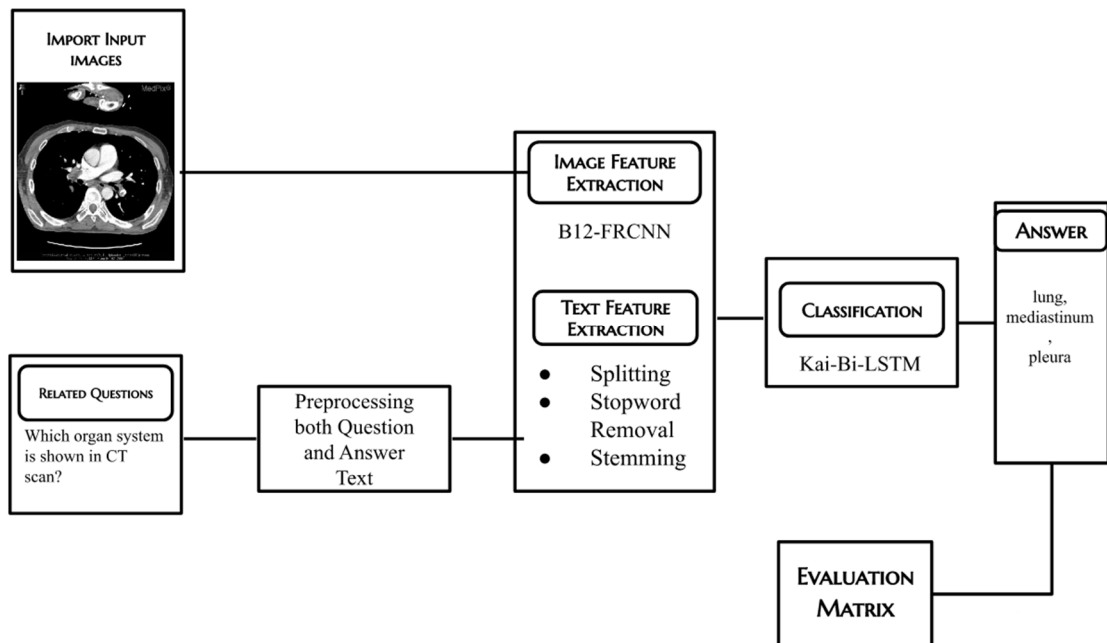 IMPORT INPUT
IMAGES
MedPix®
RELATED QUESTIONS
Which organ system
is shown in CT
scan?
Preprocessing
both Question
and Answer
Text
IMAGE FEATURE
EXTRACTION
B12-FRCNN
TEXT FEATURE
EXTRACTION
● Splitting
● Stopword
Removal
● Stemming
CLASSIFICATION
Kai-Bi-LSTM
ANSWER
lung,
mediastinum
,
pleura
EVALUATION
MATRIX